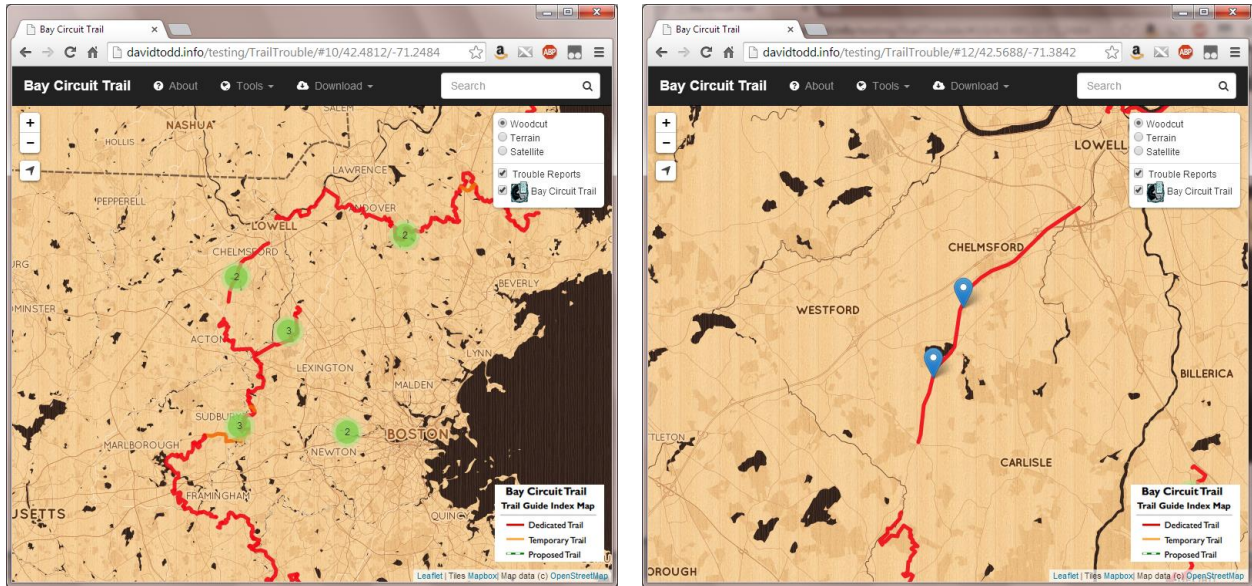 Bay Circuit Trail
davidtodd.info/testing/TrailTrouble/#10/42.4812/-71.2484
Bay Circuit Trail About Tools Download Search
+
−
Woodcut
Terrain
Satellite
Trouble Reports
Bay Circuit Trail
SALEM
NASHUA
HOLLIS
LAWRENCE
PEPPERELL
NDOVER
LOWELL
2
CHELMSFORD
2
BEVERLY
MINSTER
3
ACTON
LYNN
LEXINGTON
MALDEN
SUDBURY
3
2
BOSTON
MARLBOROUGH
NEWTON
FRAMINGHAM
USETTS
QUINCY
Bay Circuit Trail
Trail Guide Index Map
Dedicated Trail
Temporary Trail
Proposed Trail
Leaflet | Tiles Mapbox| Map data (c) OpenStreetMap
Bay Circuit Trail
davidtodd.info/testing/TrailTrouble/#12/42.5688/-71.3842
ABP
Bay Circuit Trail About Tools Download Search
+
−
Woodcut
Terrain
Satellite
Trouble Reports
Bay Circuit Trail
LOWELL
CHELMSFORD
WESTFORD
BILLERICA
TLETON
CARLISLE
OROUGH
Bay Circuit Trail
Trail Guide Index Map
Dedicated Trail
Temporary Trail
Proposed Trail
Leaflet | Tiles Mapbox| Map data (c) OpenStreetMap